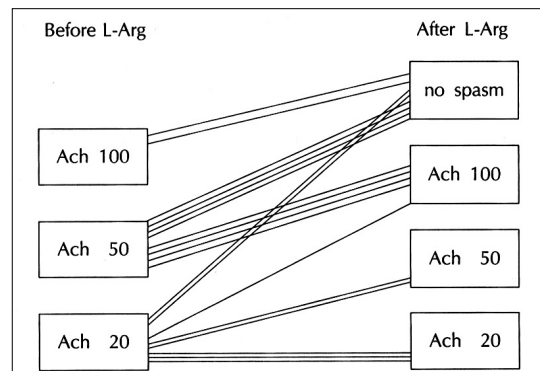 Before L-Arg
After L-Arg
no spasm
Ach 100
Ach 100
Ach 50
Ach 50
Ach 20
Ach 20